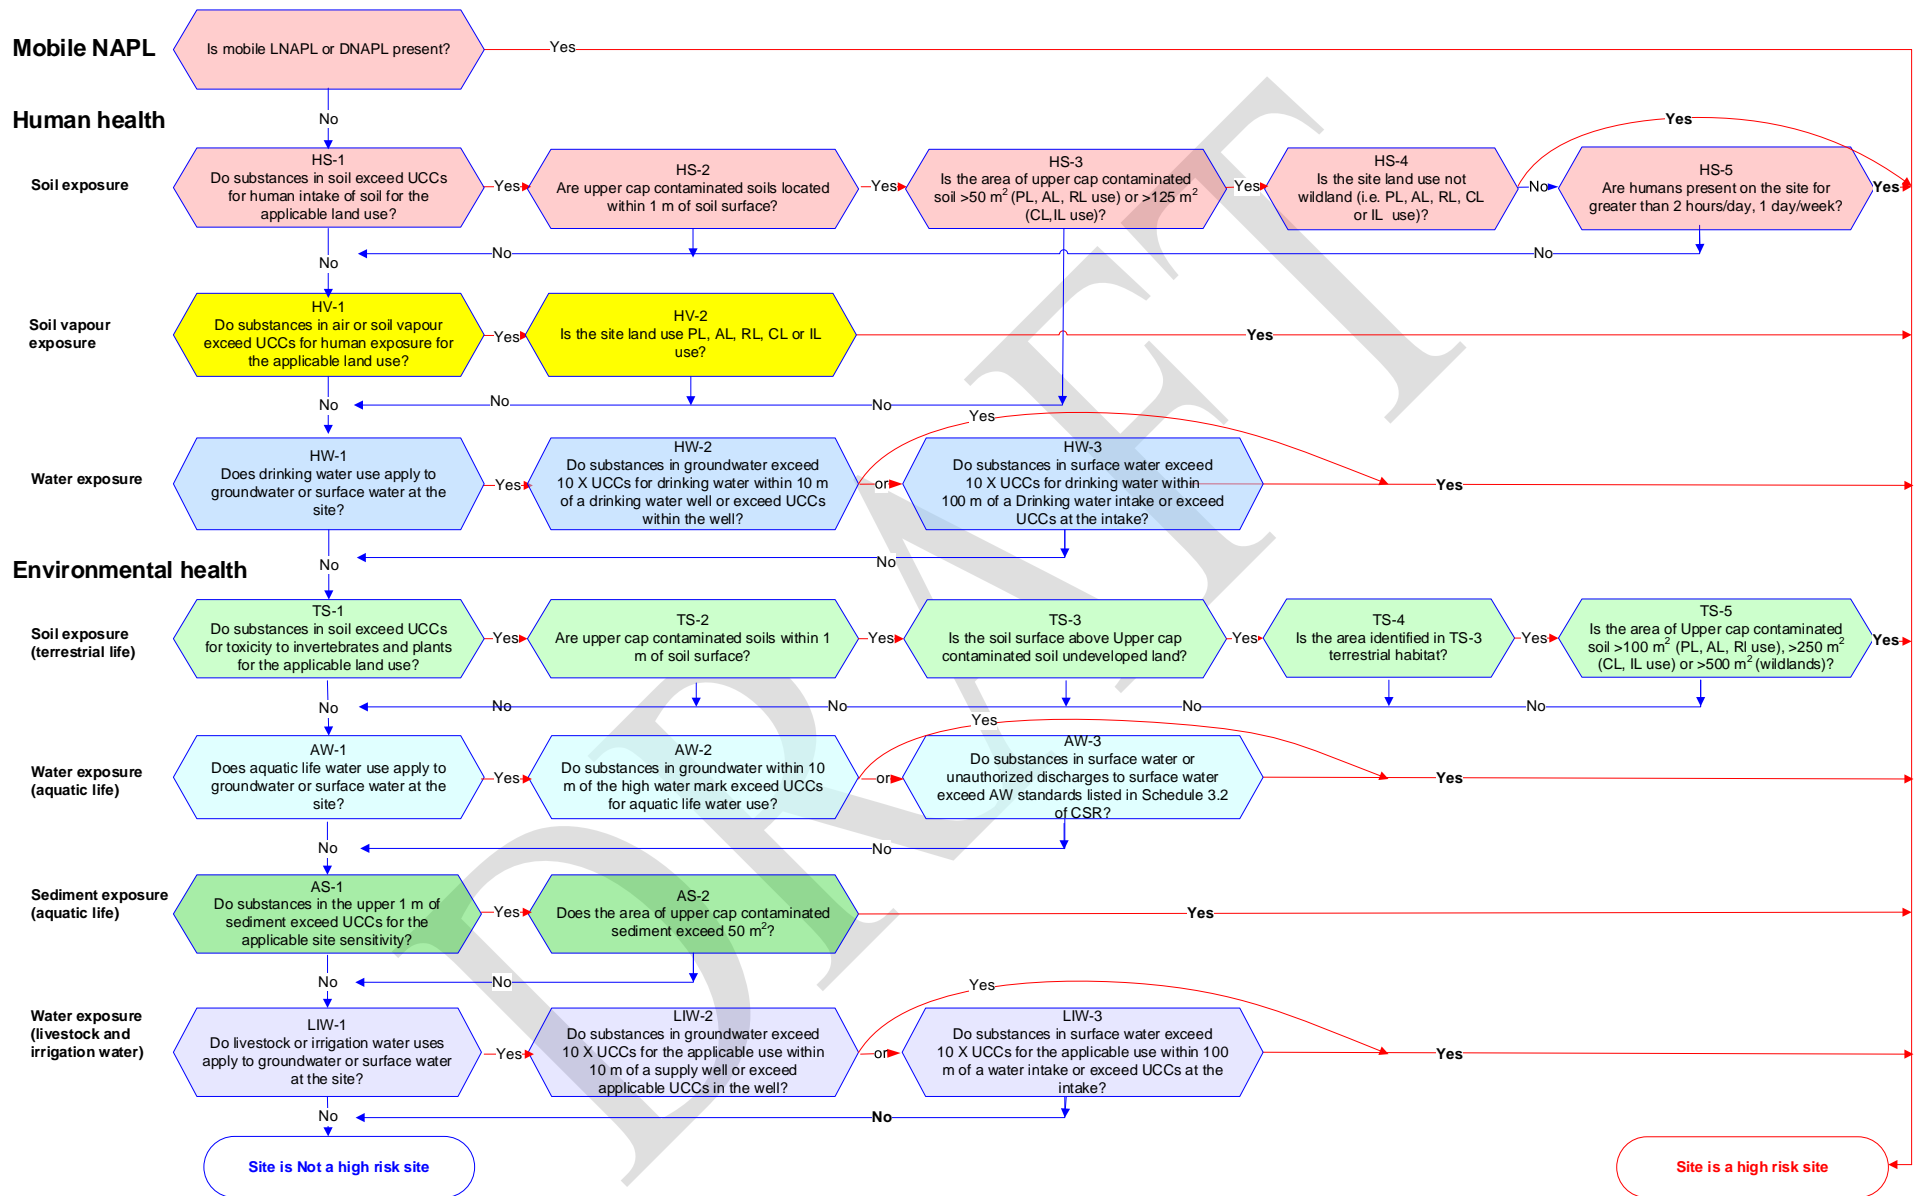 Mobile NAPL
Is mobile LNAPL or DNAPL present?
Yes
No
Human health
Soil exposure
HS-1
Do substances in soil exceed UCCs
for human intake of soil for the
applicable land use?
Yes
HS-2
Are upper cap contaminated soils located
within 1 m of soil surface?
Yes
HS-3
Is the area of upper cap contaminated
soil >50 m2 (PL, AL, RL use) or >125 m2
(CL,IL use)?
Yes
HS-4
Is the site land use not
wildland (i.e. PL, AL, RL, CL
or IL use)?
Yes
No
HS-5
Are humans present on the site for
greater than 2 hours/day, 1 day/week?
Yes
No
No
No
Soil vapour
exposure
HV-1
Do substances in air or soil vapour
exceed UCCs for human exposure for
the applicable land use?
Yes
HV-2
Is the site land use PL, AL, RL, CL or IL
use?
Yes
No
No
No
Water exposure
HW-1
Does drinking water use apply to
groundwater or surface water at the
site?
Yes
HW-2
Do substances in groundwater exceed
10 X UCCs for drinking water within 10 m
of a drinking water well or exceed UCCs
within the well?
Yes
or
HW-3
Do substances in surface water exceed
10 X UCCs for drinking water within
100 m of a Drinking water intake or exceed
UCCs at the intake?
Yes
No
No
Environmental health
Soil exposure
(terrestrial life)
TS-1
Do substances in soil exceed UCCs
for toxicity to invertebrates and plants
for the applicable land use?
Yes
TS-2
Are upper cap contaminated soils within 1
m of soil surface?
Yes
TS-3
Is the soil surface above Upper cap
contaminated soil undeveloped land?
Yes
TS-4
Is the area identified in TS-3
terrestrial habitat?
Yes
TS-5
Is the area of Upper cap contaminated
soil >100 m2 (PL, AL, Rl use), >250 m2
(CL, IL use) or >500 m2 (wildlands)?
Yes
No
No
No
No
No
Water exposure
(aquatic life)
AW-1
Does aquatic life water use apply to
groundwater or surface water at the
site?
Yes
AW-2
Do substances in groundwater within 10
m of the high water mark exceed UCCs
for aquatic life water use?
Yes
or
AW-3
Do substances in surface water or
unauthorized discharges to surface water
exceed AW standards listed in Schedule 3.2
of CSR?
Yes
No
No
Sediment exposure
(aquatic life)
AS-1
Do substances in the upper 1 m of
sediment exceed UCCs for the
applicable site sensitivity?
Yes
AS-2
Does the area of upper cap contaminated
sediment exceed 50 m2?
Yes
No
No
Water exposure
(livestock and
irrigation water)
LIW-1
Do livestock or irrigation water uses
apply to groundwater or surface water
at the site?
Yes
LIW-2
Do substances in groundwater exceed
10 X UCCs for the applicable use within
10 m of a supply well or exceed
applicable UCCs in the well?
Yes
or
LIW-3
Do substances in surface water exceed
10 X UCCs for the applicable use within 100
m of a water intake or exceed UCCs at the
intake?
Yes
No
No
Site is Not a high risk site
Site is a high risk site
DRAFT